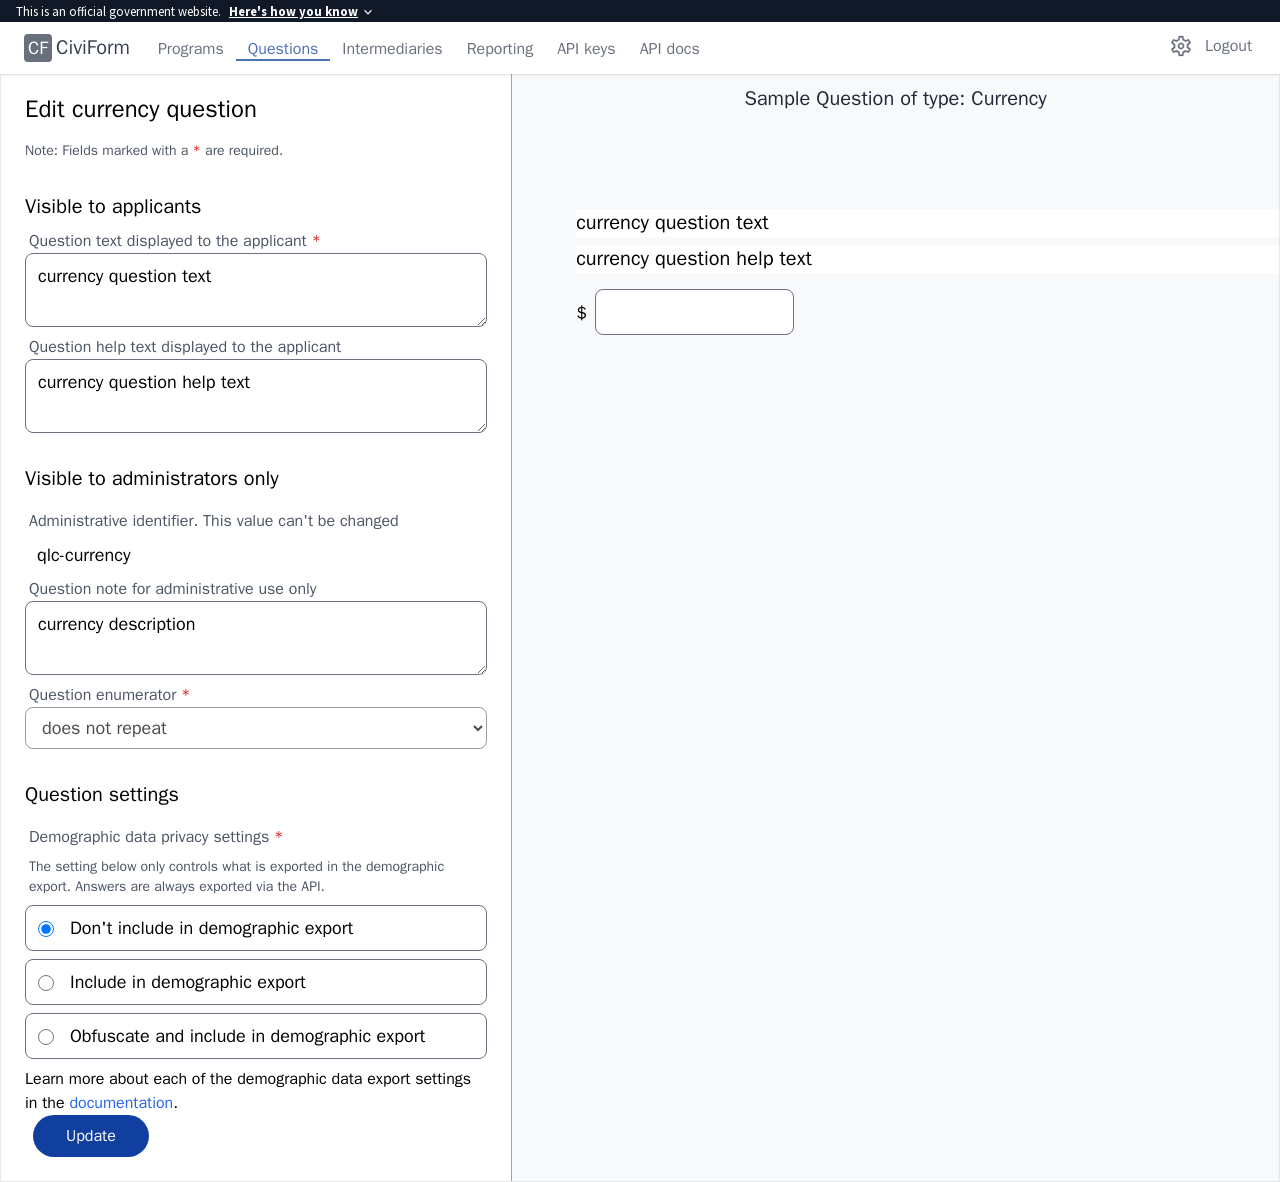 This is an official government website. Here's how you know
CF CiviForm Programs Questions Intermediaries Reporting API keys API docs Logout
Edit currency question
Note: Fields marked with a * are required.
Visible to applicants
Question text displayed to the applicant *
currency question text
Question help text displayed to the applicant
currency question help text
Visible to administrators only
Administrative identifier. This value can't be changed
qlc-currency
Question note for administrative use only
currency description
Question enumerator *
does not repeat
Question settings
Demographic data privacy settings *
The setting below only controls what is exported in the demographic
export. Answers are always exported via the API.
Don't include in demographic export
Include in demographic export
Obfuscate and include in demographic export
Learn more about each of the demographic data export settings
in the documentation.
Update
Sample Question of type: Currency
currency question text
currency question help text
$